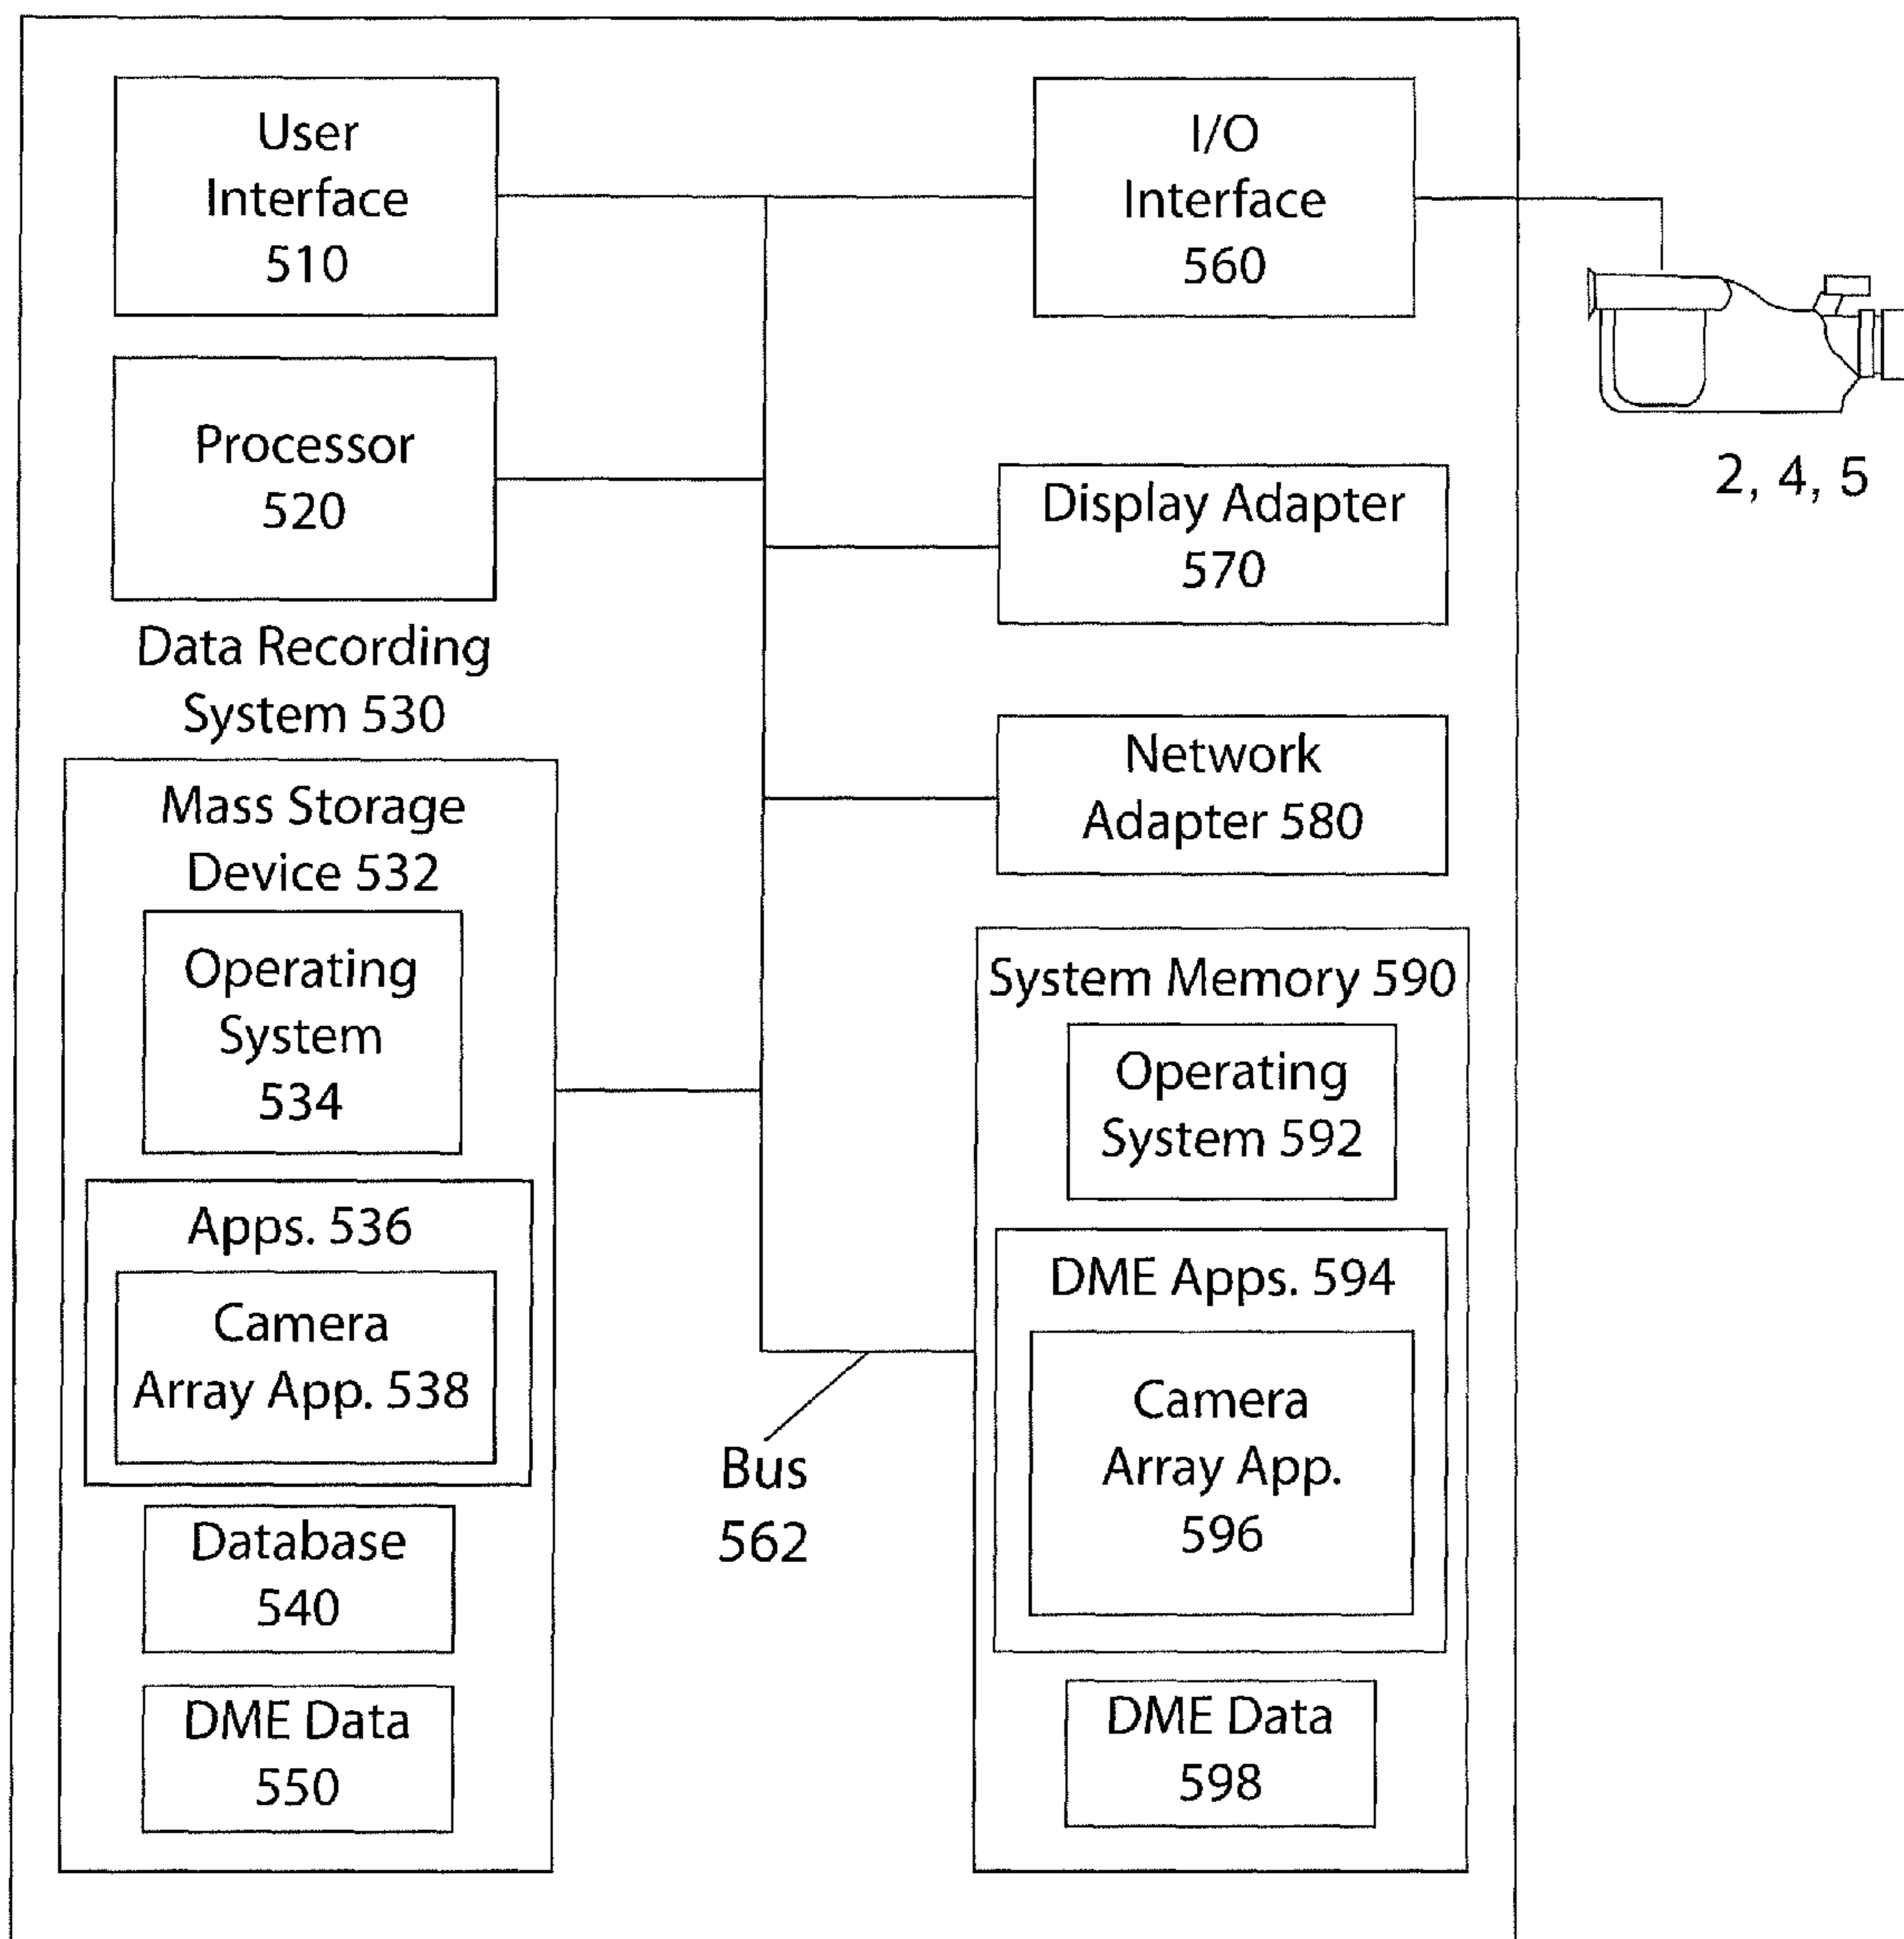 User
Interface
510
I/O
Interface
560
2, 4, 5
Processor
520
Display Adapter
570
Data Recording
System 530
Network
Adapter 580
Mass Storage
Device 532
Operating
System
534
Apps. 536
Camera
Array App. 538
Database
540
DME Data
550
Bus
562
System Memory 590
Operating
System 592
DME Apps. 594
Camera
Array App.
596
DME Data
598